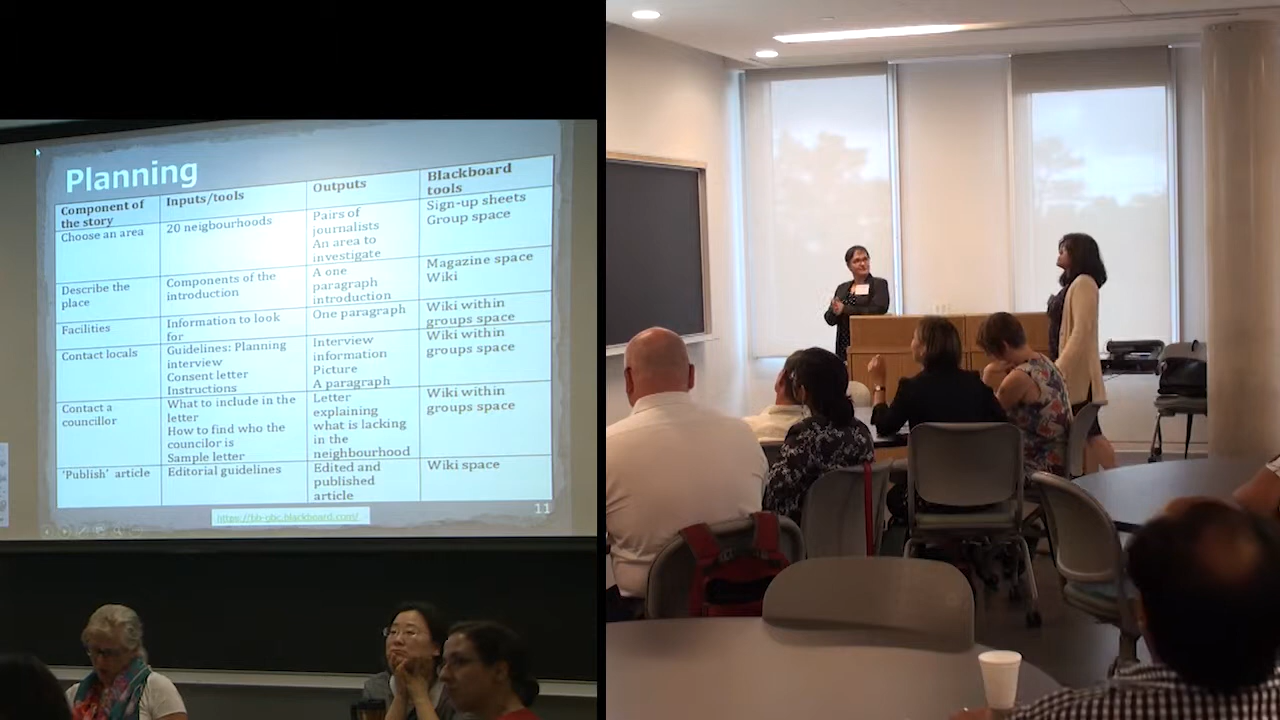 Planning
Component of
the story
Inputs/tools
Outputs
Blackboard
tools
Choose an area
20 neigbourhoods
Pairs of
journalists
An area to
investigate
Sign-up sheets
Group space
Describe the
place
Components of the
introduction
A one
paragraph
introduction
Magazine space
Wiki
Facilities
Information to look
for
One paragraph
Wiki within
groups space
Contact locals
Guidelines: Planning
interview
Consent letter
Instructions
Interview
information
Picture
A paragraph
Wiki within
groups space
Contact a
councillor
What to include in the
letter
How to find who the
councilor is
Sample letter
Letter
explaining
what is lacking
in the
neighbourhood
Wiki within
groups space
'Publish' article
Editorial guidelines
Edited and
published
article
Wiki space
11